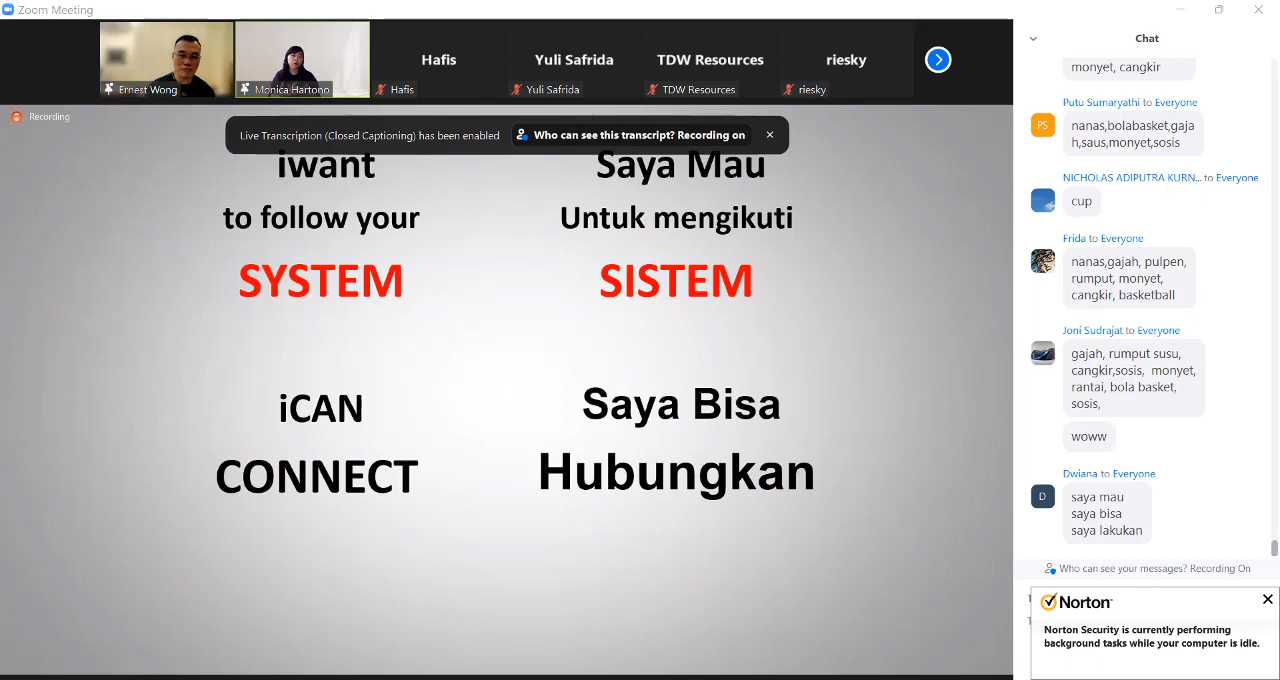 Zoom Meeting
Ernest Wong
Monica Hartono
Hafis
Hafis
Yuli Safrida
Yuli Safrida
TDW Resources
TDW Resources
riesky
riesky
Recording
Live Transcription (Closed Captioning) has been enabled
Who can see this transcript? Recording on
iwant
to follow your
SYSTEM
iCAN
CONNECT
Saya Mau
Untuk mengikuti
SISTEM
Saya Bisa
Hubungkan
Chat
monyet, cangkir
Putu Sumaryathi to Everyone
PS
nanas,bolabasket,gaja
h,saus,monyet,sosis
NICHOLAS ADIPUTRA KURN... to Everyone
cup
Frida to Everyone
nanas,gajah, pulpen,
rumput, monyet,
cangkir, basketball
Joni Sudrajat to Everyone
gajah, rumput susu,
cangkir,sosis, monyet,
rantai, bola basket,
sosis,
woww
Dwiana to Everyone
D
saya mau
saya bisa
saya lakukan
Who can see your messages? Recording On
Norton
Norton Security is currently performing
background tasks while your computer is idle.